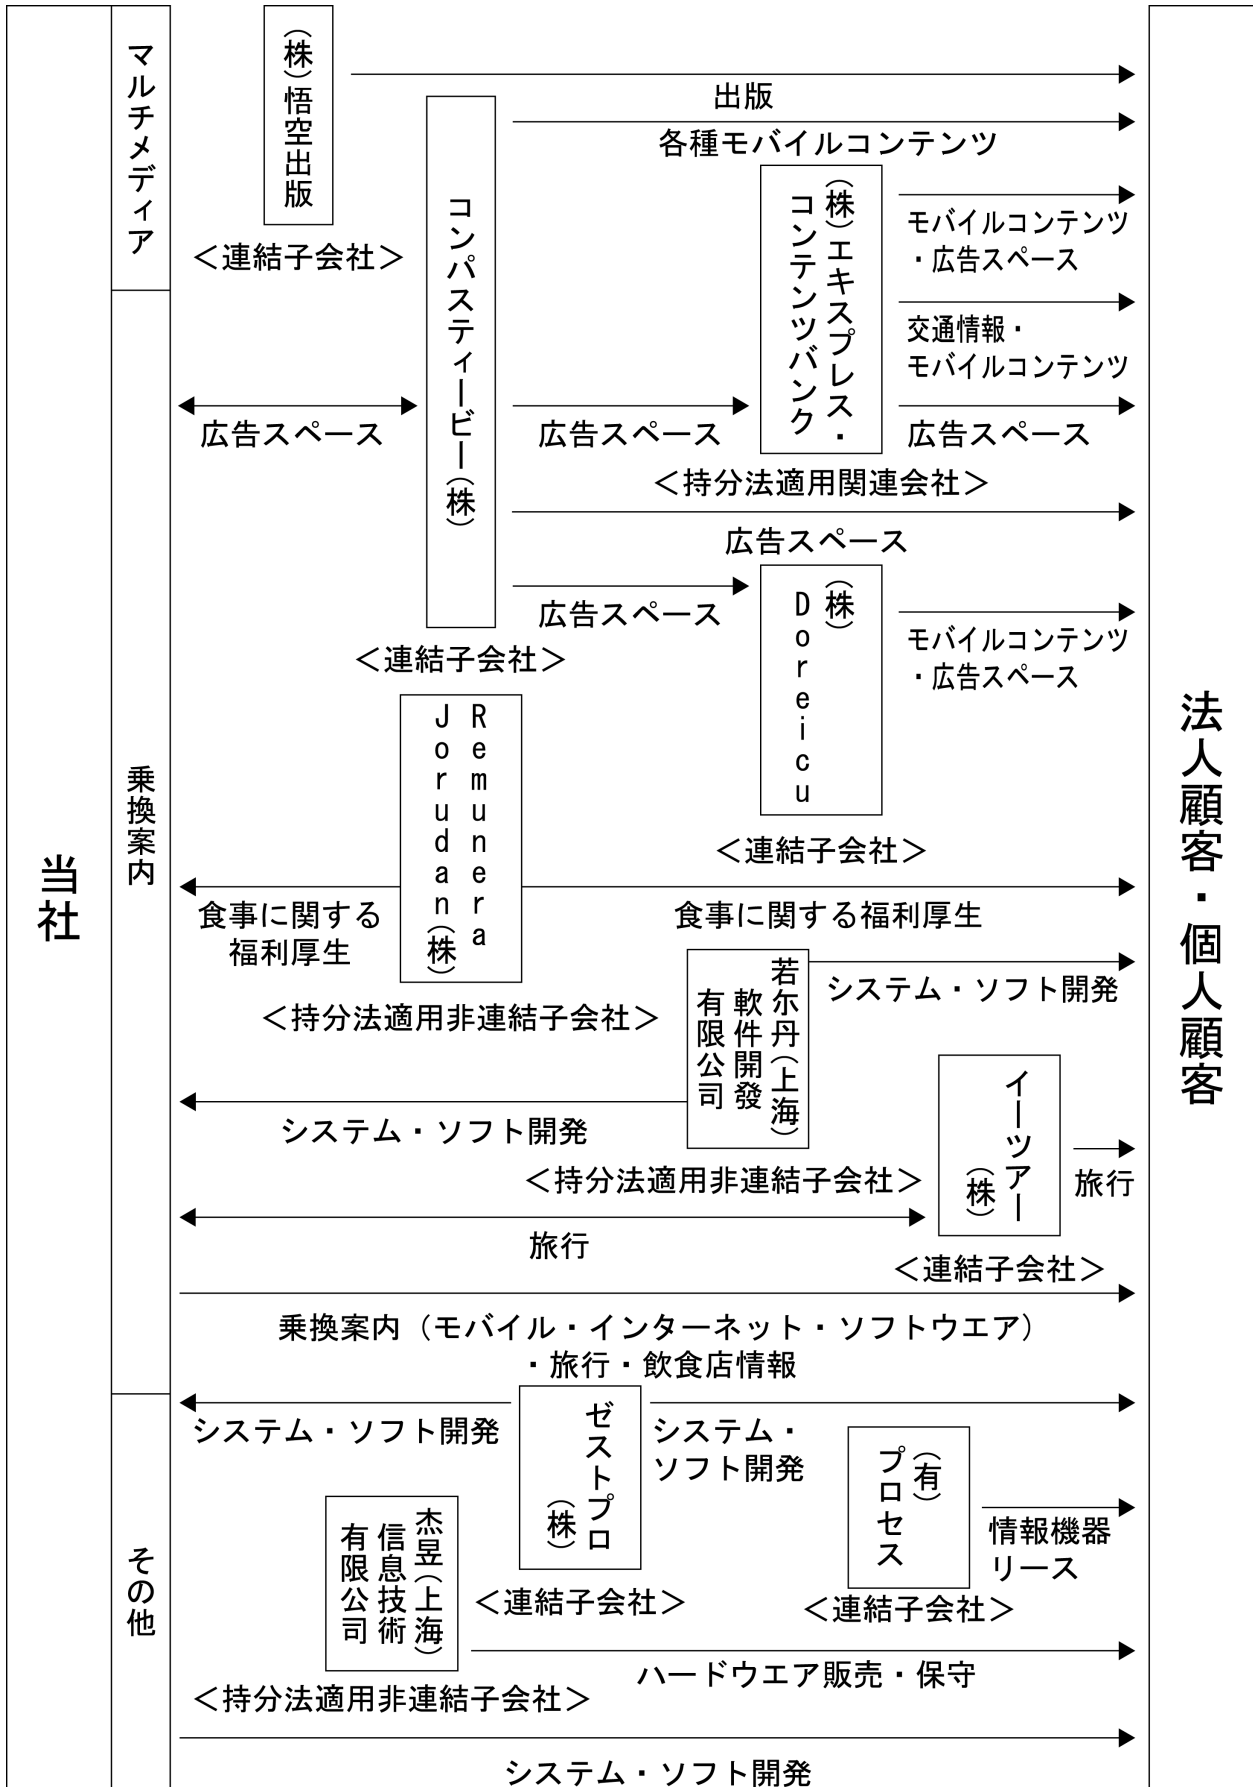 当社
マルチメディア
(株)悟空出版
<連結子会社>
出版
各種モバイルコンテンツ
コンパスティービー(株)
<連結子会社>
(株)エキスプレス・
コンテンツバンク
<持分法適用関連会社>
モバイルコンテンツ
・広告スペース
交通情報・
モバイルコンテンツ
広告スペース
広告スペース
広告スペース
広告スペース
広告スペース
(株)
Doreicu
<連結子会社>
モバイルコンテンツ
・広告スペース
乗換案内
Remunera
Jorudan(株)
<持分法適用非連結子会社>
食事に関する
福利厚生
食事に関する福利厚生
若尓丹(上海)
軟件開發
有限公司
<持分法適用非連結子会社>
システム・ソフト開発
システム・ソフト開発
イーツアー
(株)
<連結子会社>
旅行
旅行
乗換案内(モバイル・インターネット・ソフトウエア)
・旅行・飲食店情報
その他
ゼストプロ
(株)
<連結子会社>
システム・ソフト開発
システム・
ソフト開発
(有)
プロセス
<連結子会社>
情報機器
リース
杰昱(上海)
信息技術
有限公司
<持分法適用非連結子会社>
ハードウエア販売・保守
システム・ソフト開発
法人顧客・個人顧客